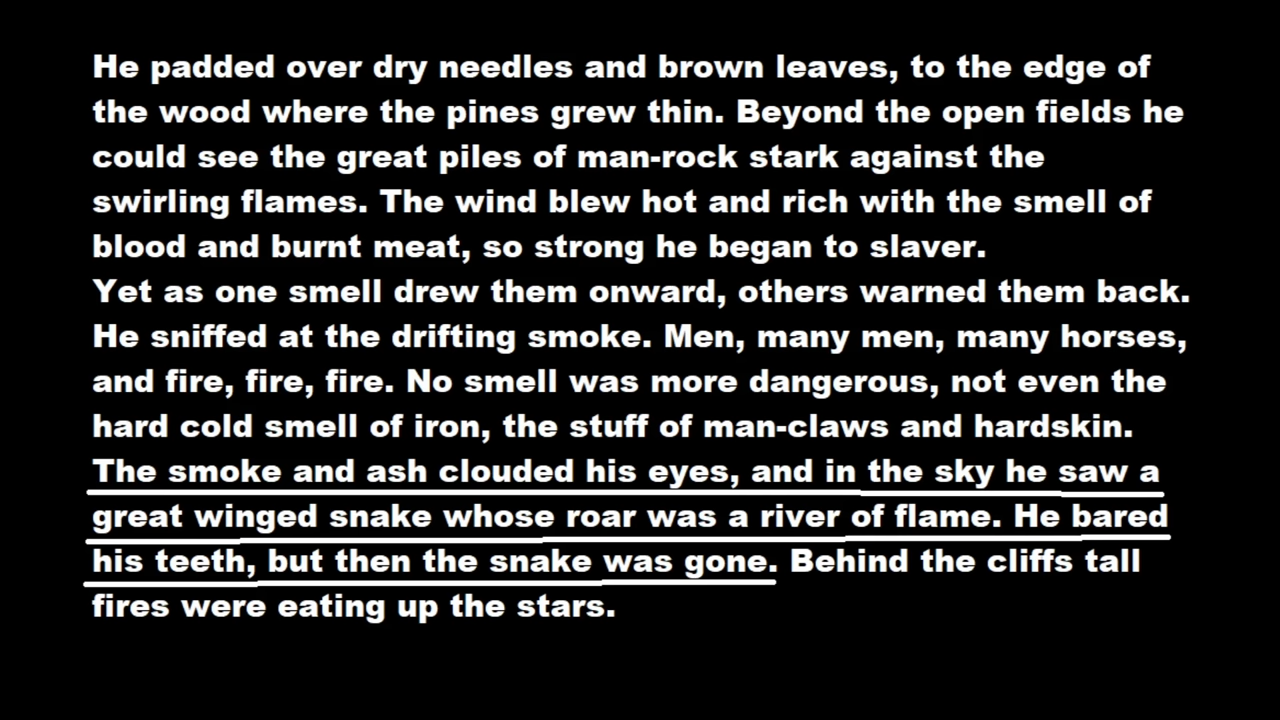 He padded over dry needles and brown leaves, to the edge of
the wood where the pines grew thin. Beyond the open fields he
could see the great piles of man-rock stark against the
swirling flames. The wind blew hot and rich with the smell of
blood and burnt meat, so strong he began to slaver.
Yet as one smell drew them onward, others warned them back.
He sniffed at the drifting smoke. Men, many men, many horses,
and fire, fire, fire. No smell was more dangerous, not even the
hard cold smell of iron, the stuff of man-claws and hardskin.
The smoke and ash clouded his eyes, and in the sky he saw a
great winged snake whose roar was a river of flame. He bared
his teeth, but then the snake was gone. Behind the cliffs tall
fires were eating up the stars.